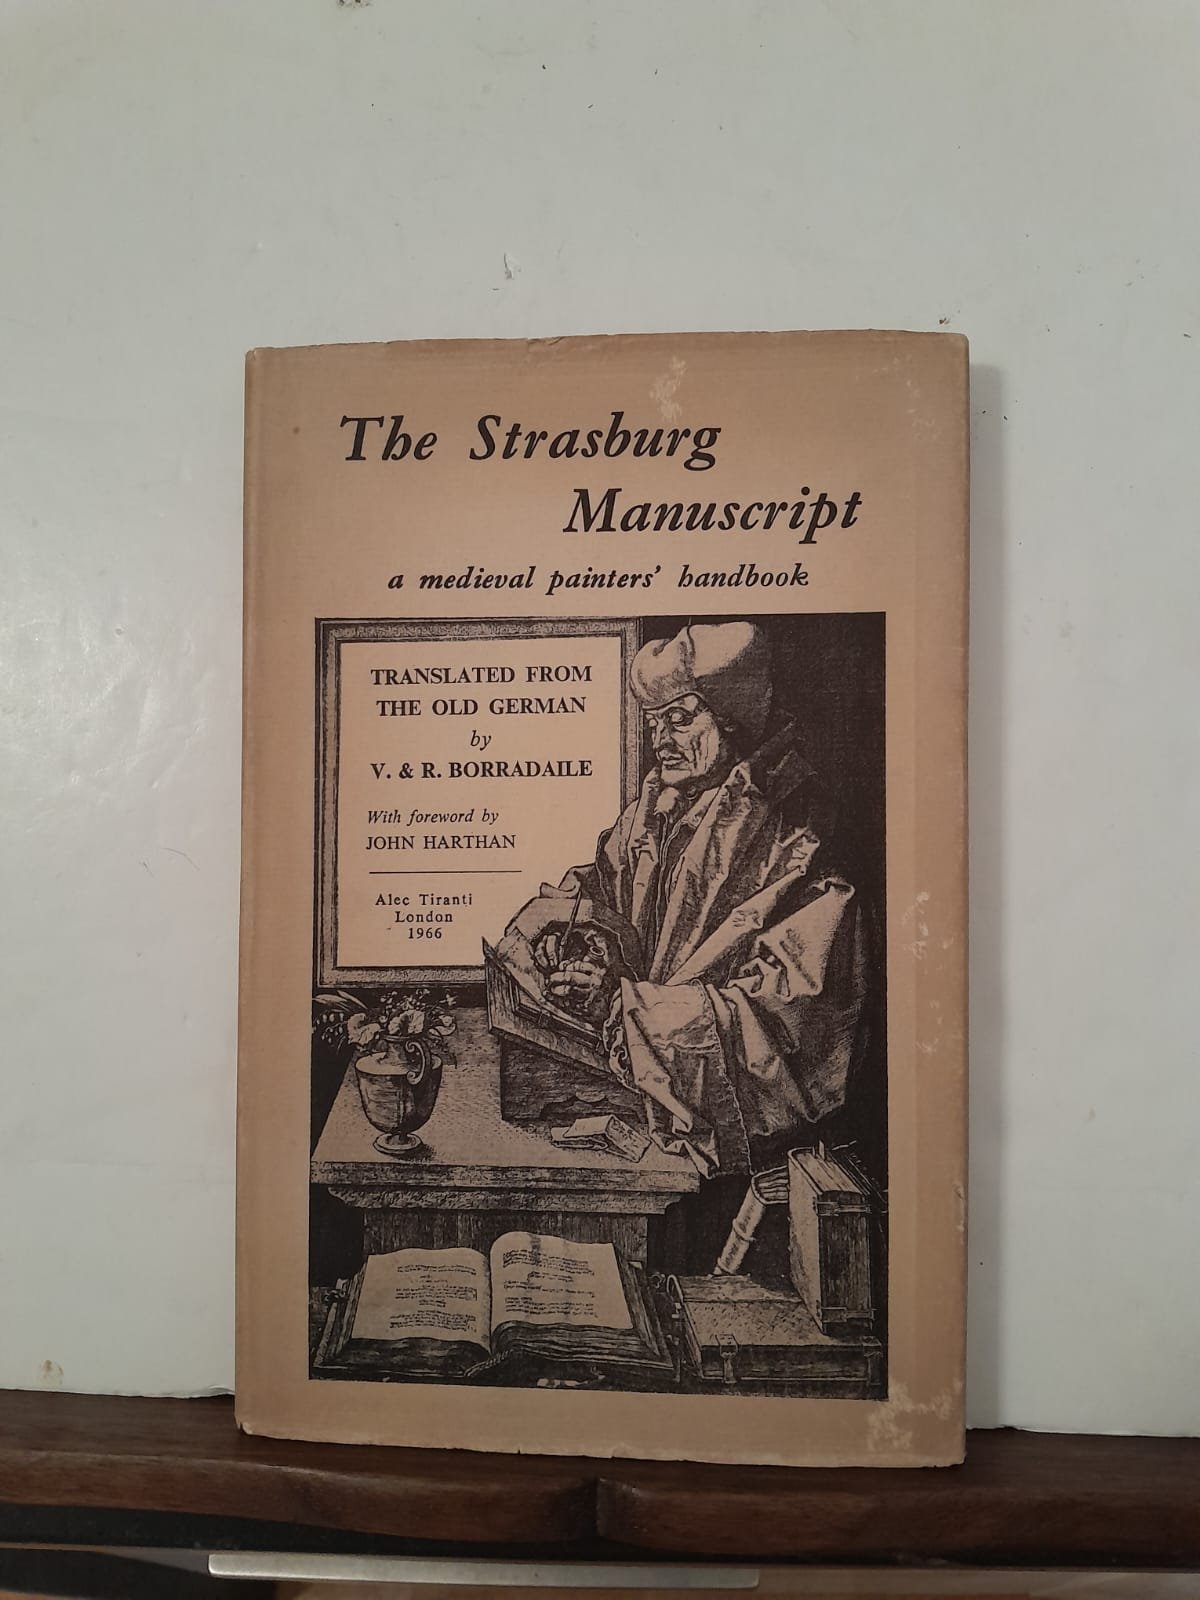 The Strasburg
Manuscript
a medieval painters' handbook
TRANSLATED FROM
THE OLD GERMAN
by
V. & R. BORRADAILE
With foreword by
JOHN HARTHAN
Alec Tiranti
London
1966